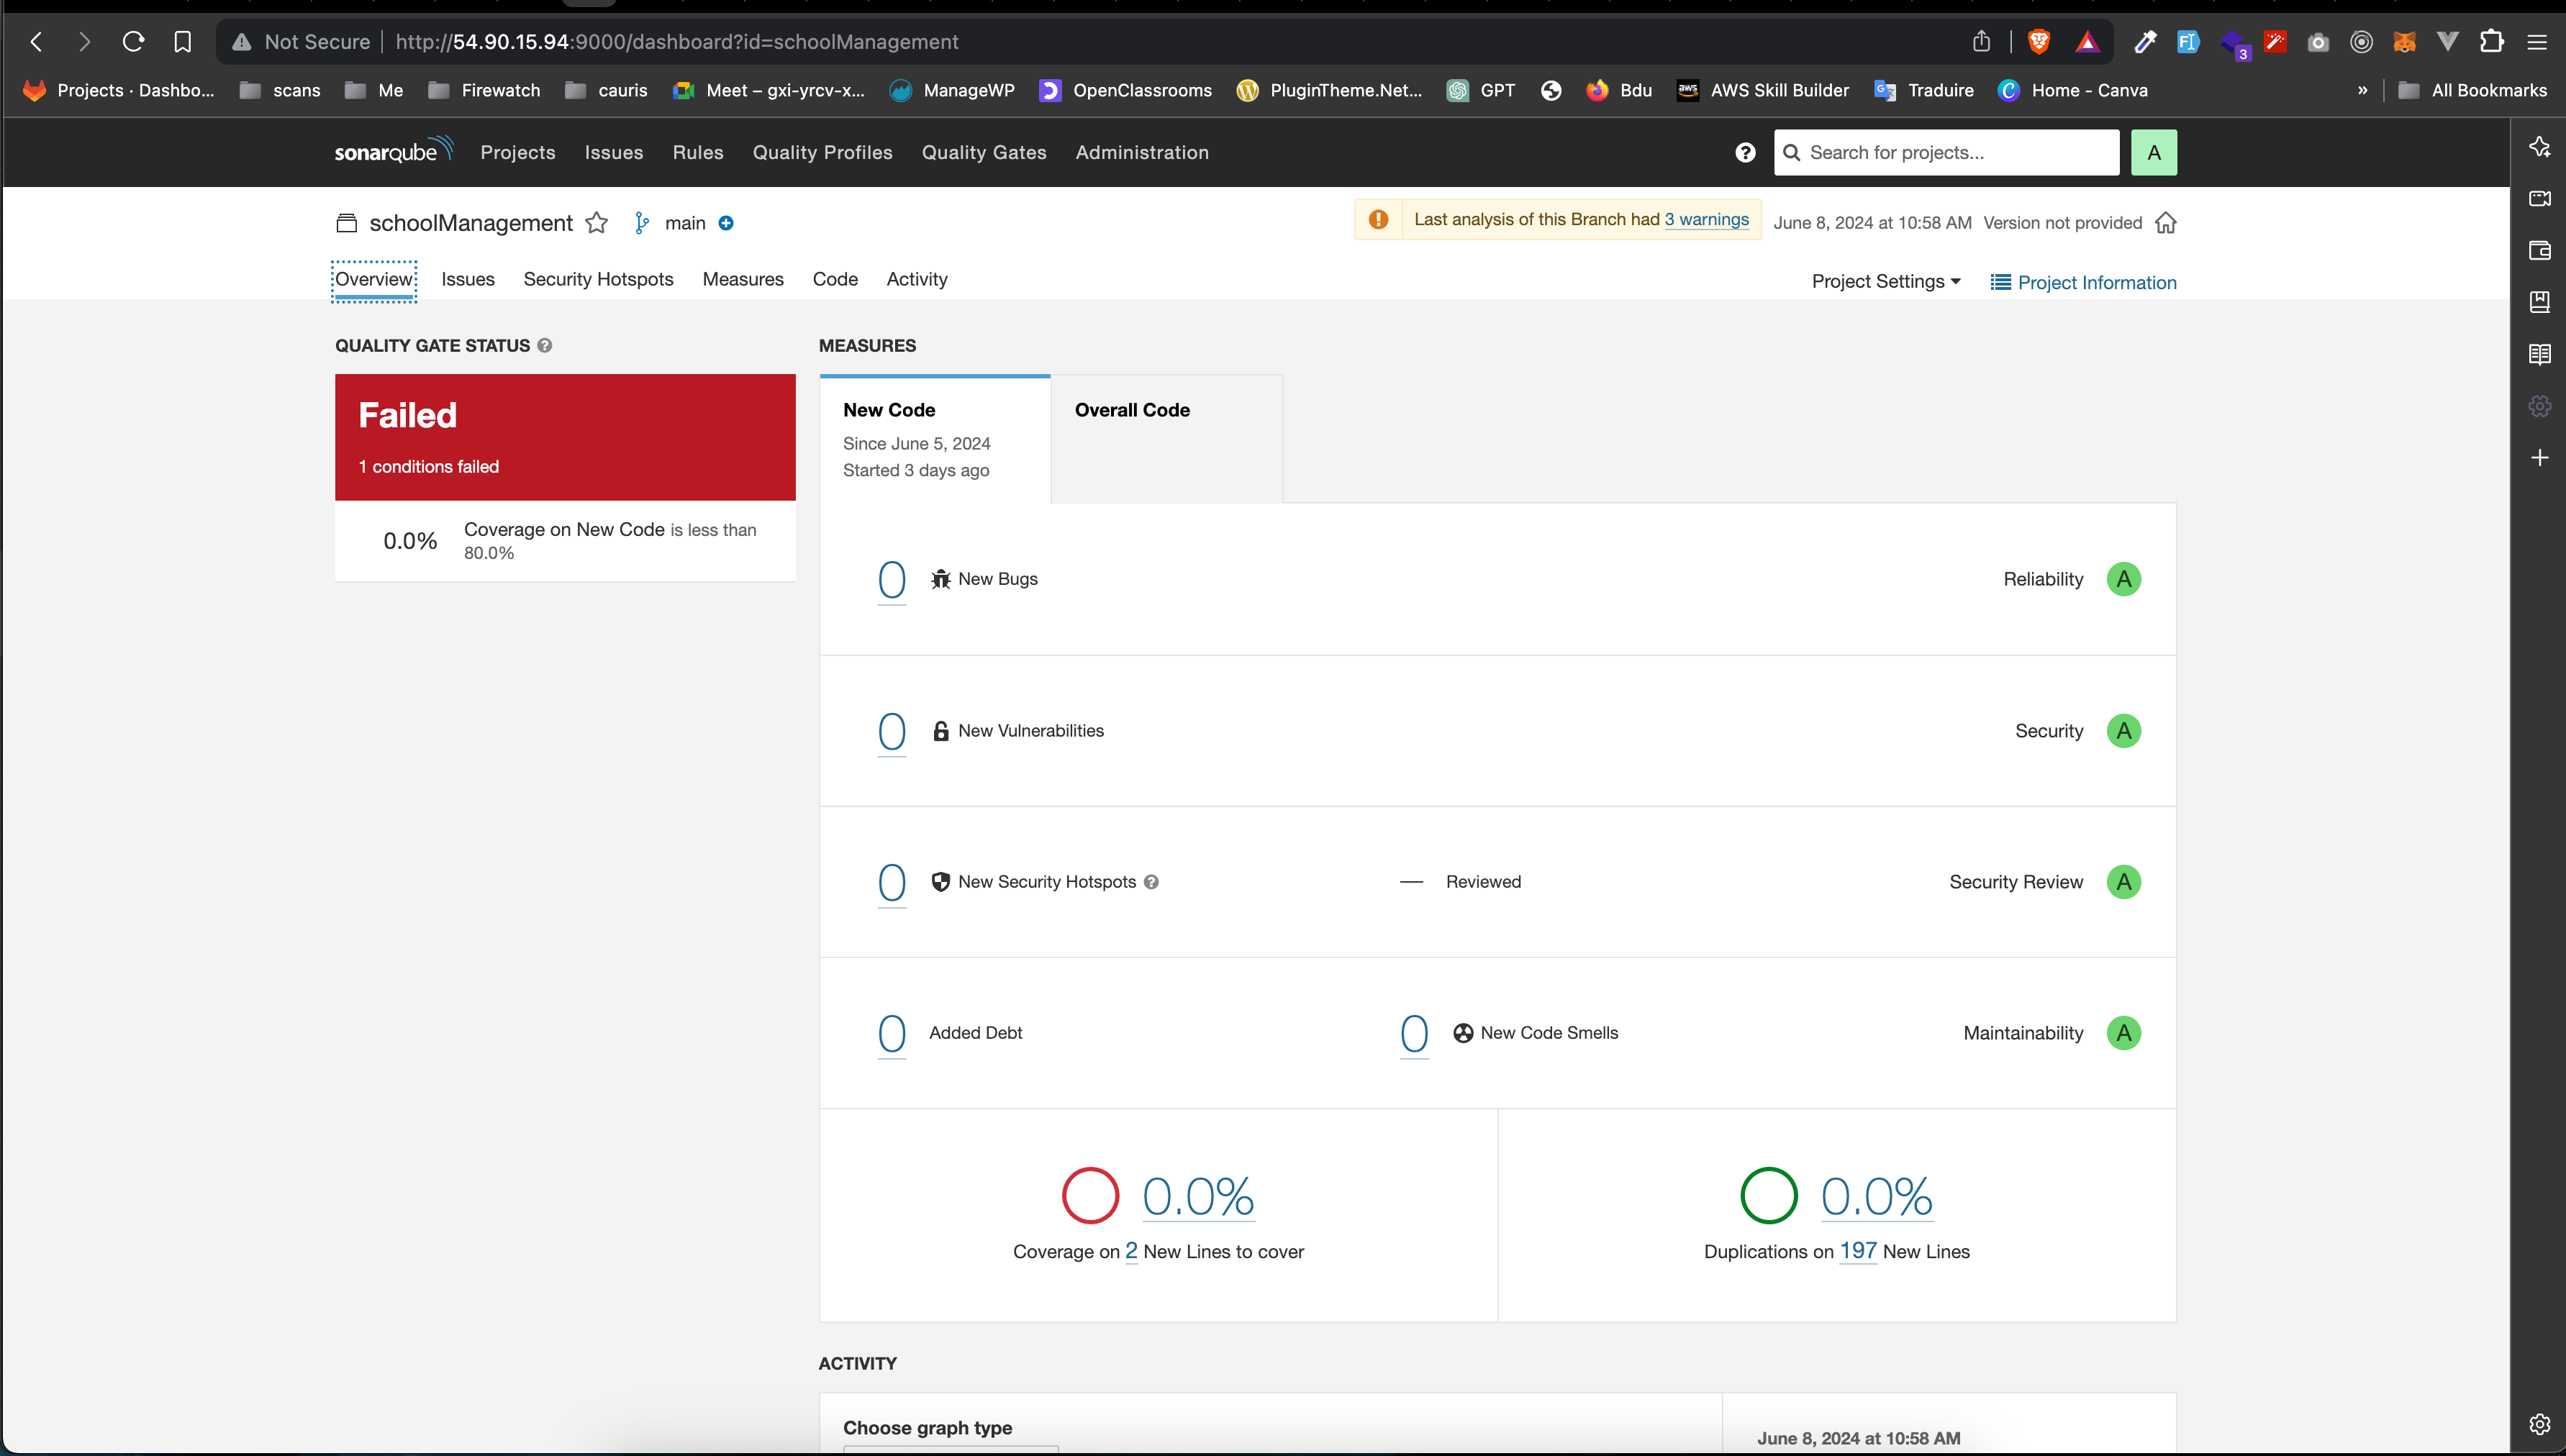 Not Secure http://54.90.15.94:9000/dashboard?id=schoolManagement
3
Projects · Dashbo... scans Me Firewatch cauris Meet – gxi-yrcv-x... ManageWP OpenClassrooms PluginTheme.Net... GPT Bdu aws AWS Skill Builder Traduire Home - Canva » All Bookmarks
sonarqube Projects Issues Rules Quality Profiles Quality Gates Administration ? Search for projects... A
schoolManagement main Last analysis of this Branch had 3 warnings June 8, 2024 at 10:58 AM Version not provided
Overview Issues Security Hotspots Measures Code Activity Project Settings Project Information
QUALITY GATE STATUS ?
Failed
1 conditions failed
0.0% Coverage on New Code is less than
80.0%
MEASURES
New Code
Since June 5, 2024
Started 3 days ago
Overall Code
0 New Bugs Reliability A
0 New Vulnerabilities Security A
0 New Security Hotspots ? — Reviewed Security Review A
0 Added Debt 0 New Code Smells Maintainability A
0.0%
Coverage on 2 New Lines to cover
0.0%
Duplications on 197 New Lines
ACTIVITY
Choose graph type
June 8, 2024 at 10:58 AM